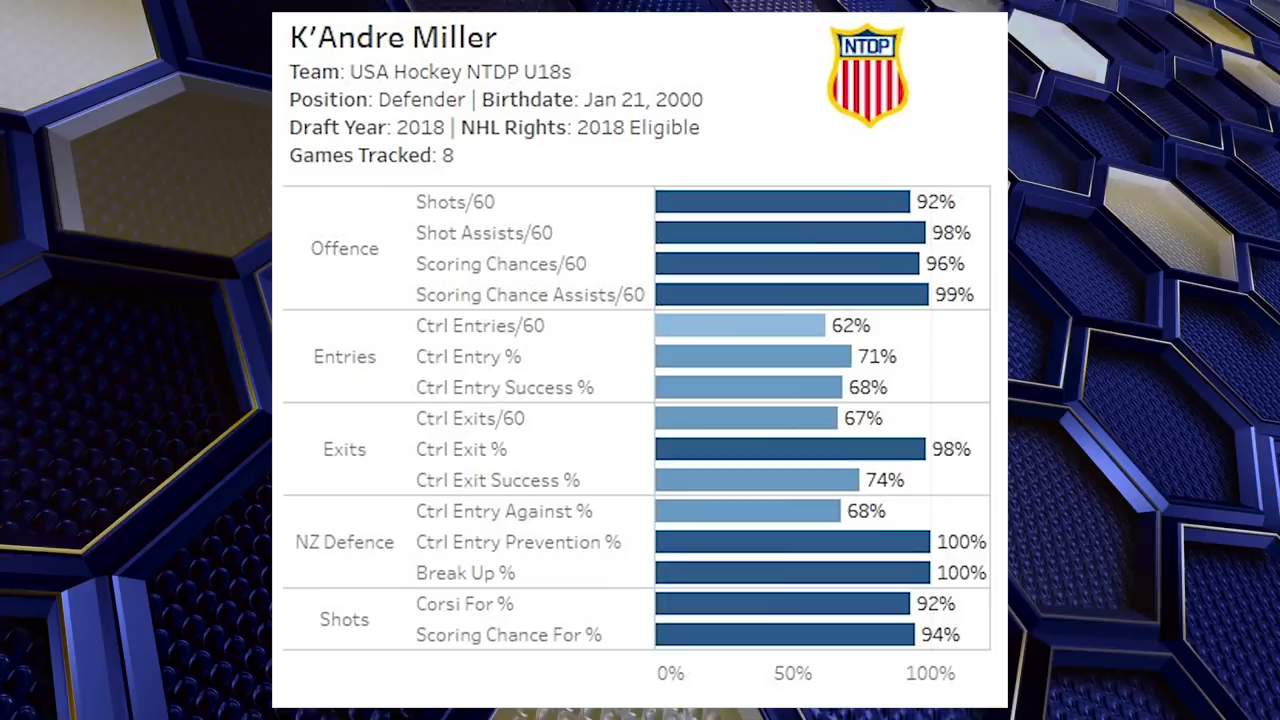 K'Andre Miller
NTDP
Team: USA Hockey NTDP U18s
Position: Defender | Birthdate: Jan 21, 2000
Draft Year: 2018 | NHL Rights: 2018 Eligible
Games Tracked: 8
Offence
Shots/60 92%
Shot Assists/60 98%
Scoring Chances/60 96%
Scoring Chance Assists/60 99%
Entries
Ctrl Entries/60 62%
Ctrl Entry % 71%
Ctrl Entry Success % 68%
Exits
Ctrl Exits/60 67%
Ctrl Exit % 98%
Ctrl Exit Success % 74%
NZ Defence
Ctrl Entry Against % 68%
Ctrl Entry Prevention % 100%
Break Up % 100%
Shots
Corsi For % 92%
Scoring Chance For % 94%
0% 50% 100%